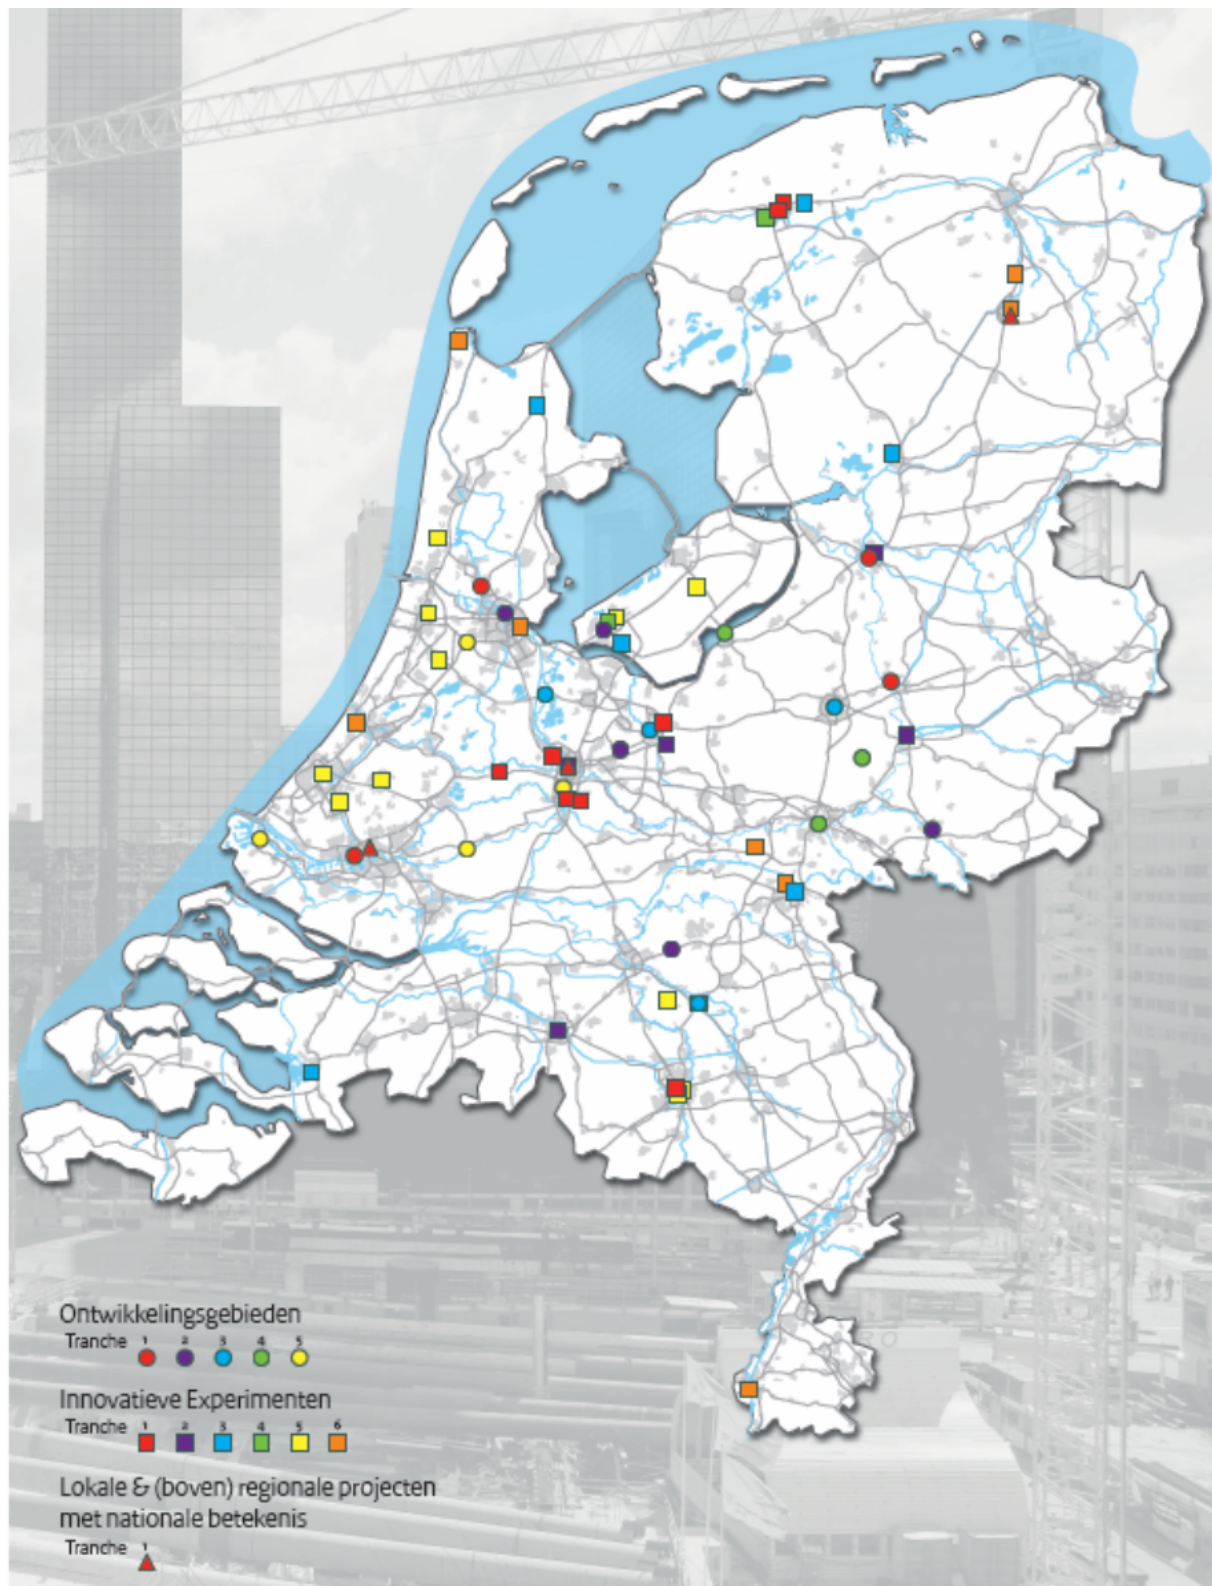 Ontwikkelingsgebieden
Tranche 1 2 3 4 5
Innovatieve Experimenten
Tranche 1 2 3 4 5 6
Lokale & (boven) regionale projecten
met nationale betekenis
Tranche 1